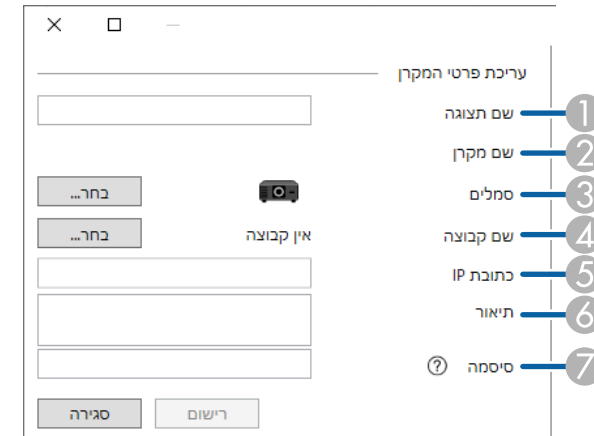 עריכת פרטי המקרן
שם תצוגה 1
שם מקרן 2
סמלים בחר... 3
שם קבוצה אין קבוצה בחר... 4
כתובת IP 5
תיאור 6
סיסמה ? 7
רישום סגירה